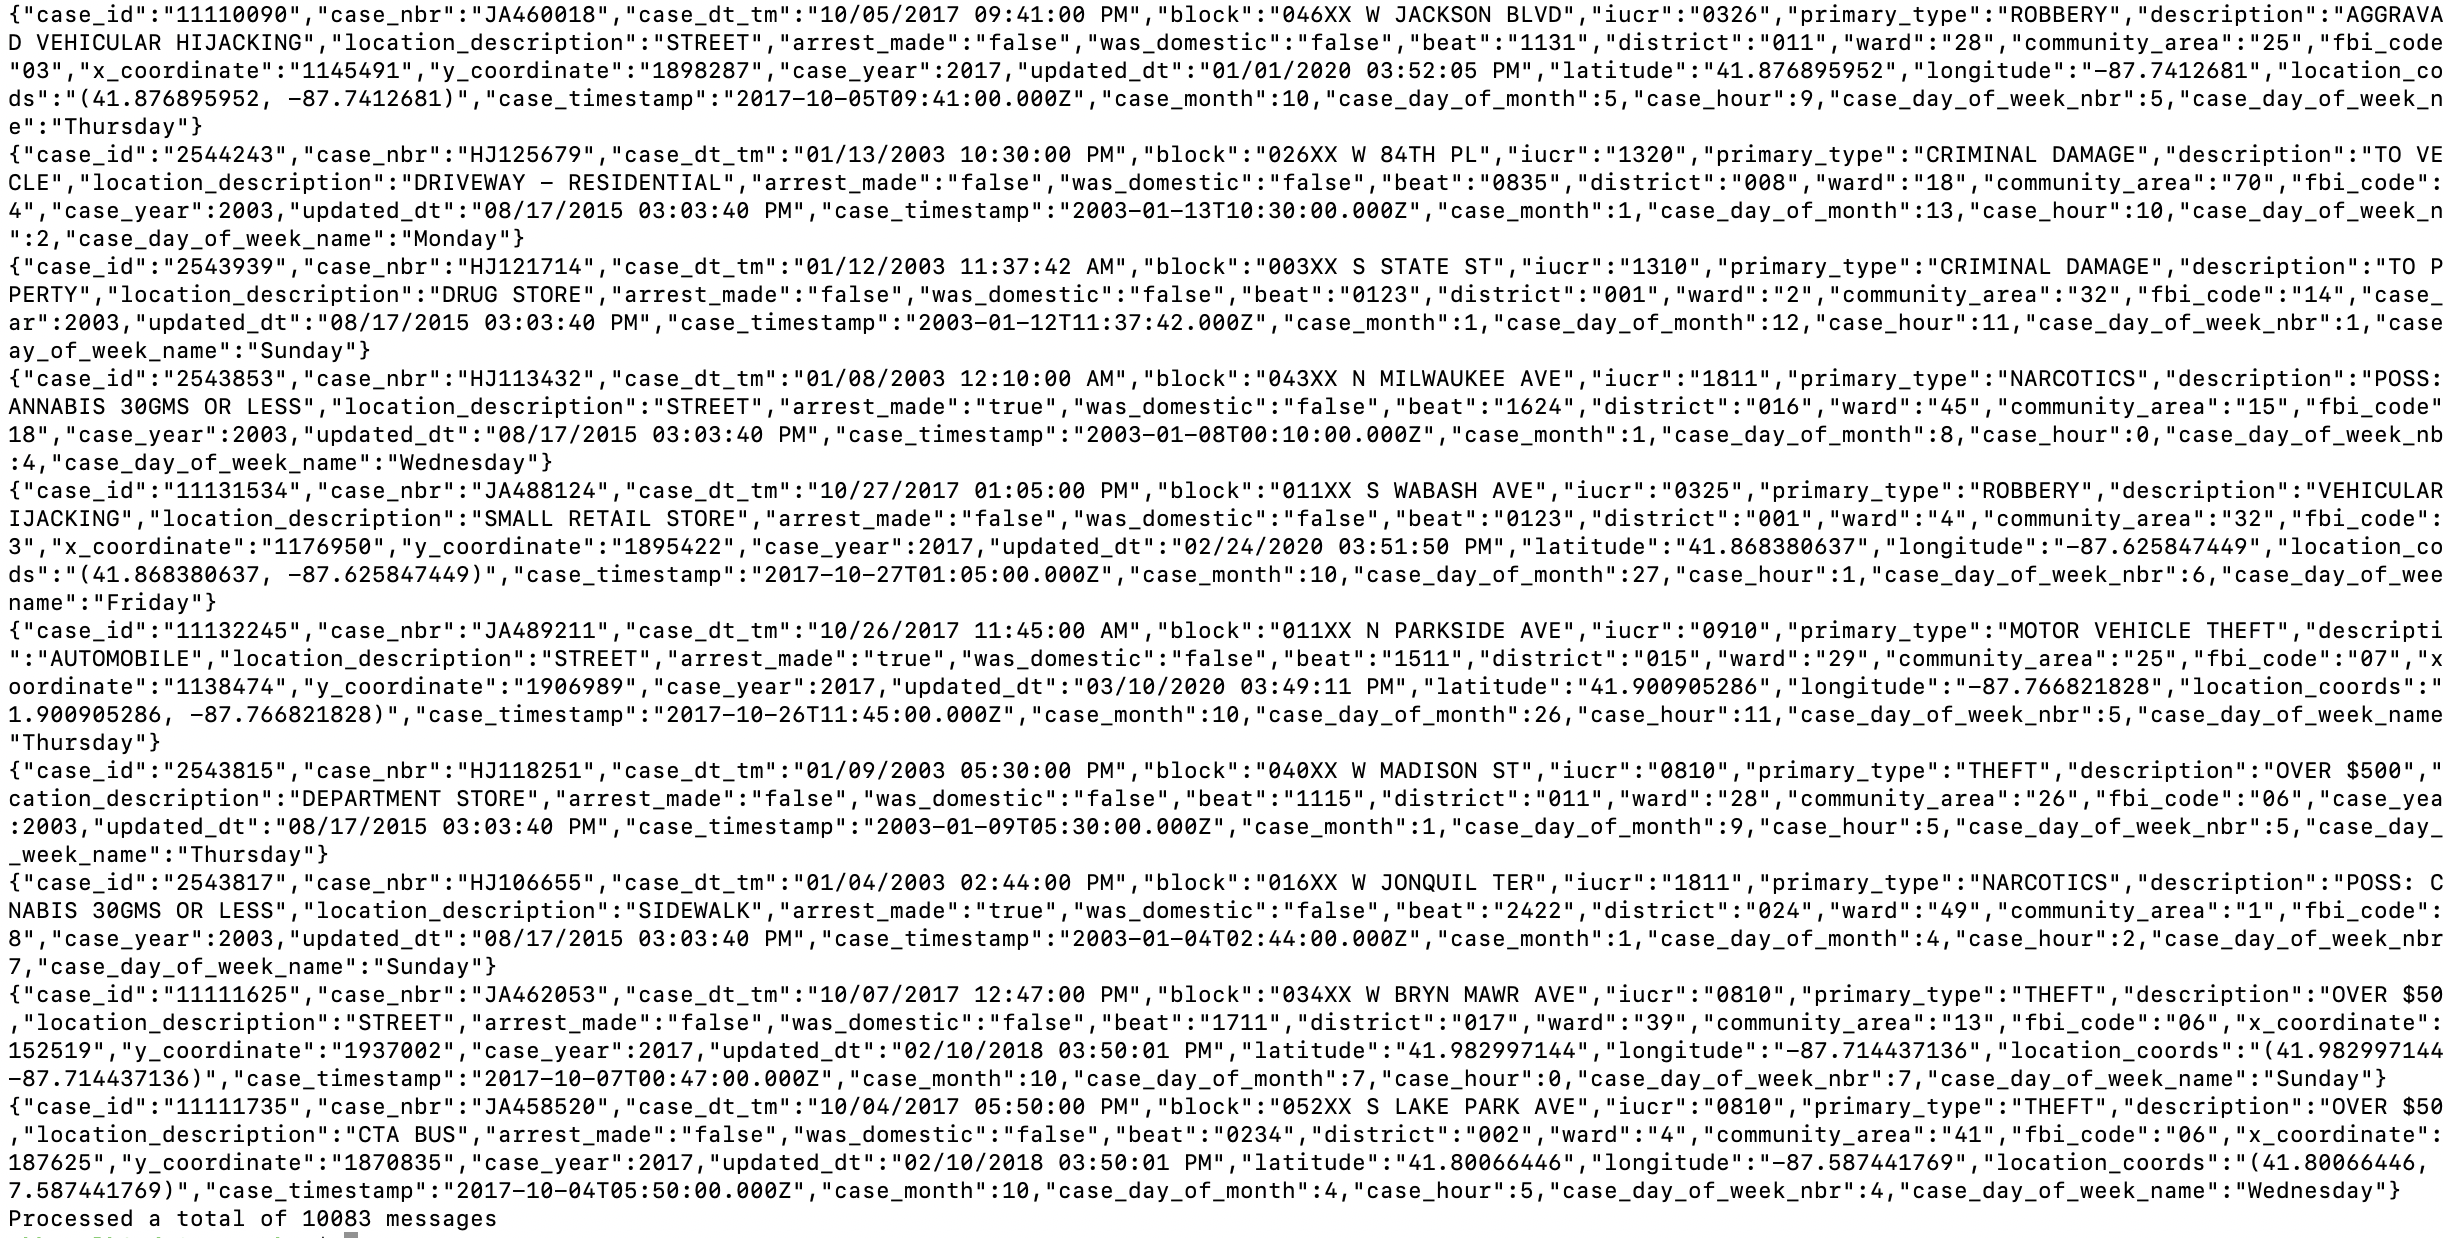 {"case_id":"11110090","case_nbr":"JA460018","case_dt_tm":"10/05/2017 09:41:00 PM","block":"046XX W JACKSON BLVD","iucr":"0326","primary_type":"ROBBERY","description":"AGGRAVA
D VEHICULAR HIJACKING","location_description":"STREET","arrest_made":"false","was_domestic":"false","beat":"1131","district":"011","ward":"28","community_area":"25","fbi_code
"03","x_coordinate":"1145491","y_coordinate":"1898287","case_year":2017,"updated_dt":"01/01/2020 03:52:05 PM","latitude":"41.876895952","longitude":"-87.7412681","location_co
ds":"(41.876895952, -87.7412681)","case_timestamp":"2017-10-05T09:41:00.000Z","case_month":10,"case_day_of_month":5,"case_hour":9,"case_day_of_week_nbr":5,"case_day_of_week_n
e":"Thursday"}
{"case_id":"2544243","case_nbr":"HJ125679","case_dt_tm":"01/13/2003 10:30:00 PM","block":"026XX W 84TH PL","iucr":"1320","primary_type":"CRIMINAL DAMAGE","description":"TO VE
CLE","location_description":"DRIVEWAY - RESIDENTIAL","arrest_made":"false","was_domestic":"false","beat":"0835","district":"008","ward":"18","community_area":"70","fbi_code":
4","case_year":2003,"updated_dt":"08/17/2015 03:03:40 PM","case_timestamp":"2003-01-13T10:30:00.000Z","case_month":1,"case_day_of_month":13,"case_hour":10,"case_day_of_week_n
":2,"case_day_of_week_name":"Monday"}
{"case_id":"2543939","case_nbr":"HJ121714","case_dt_tm":"01/12/2003 11:37:42 AM","block":"003XX S STATE ST","iucr":"1310","primary_type":"CRIMINAL DAMAGE","description":"TO P
PERTY","location_description":"DRUG STORE","arrest_made":"false","was_domestic":"false","beat":"0123","district":"001","ward":"2","community_area":"32","fbi_code":"14","case_
ar":2003,"updated_dt":"08/17/2015 03:03:40 PM","case_timestamp":"2003-01-12T11:37:42.000Z","case_month":1,"case_day_of_month":12,"case_hour":11,"case_day_of_week_nbr":1,"case
ay_of_week_name":"Sunday"}
{"case_id":"2543853","case_nbr":"HJ113432","case_dt_tm":"01/08/2003 12:10:00 AM","block":"043XX N MILWAUKEE AVE","iucr":"1811","primary_type":"NARCOTICS","description":"POSS:
ANNABIS 30GMS OR LESS","location_description":"STREET","arrest_made":"true","was_domestic":"false","beat":"1624","district":"016","ward":"45","community_area":"15","fbi_code"
18","case_year":2003,"updated_dt":"08/17/2015 03:03:40 PM","case_timestamp":"2003-01-08T00:10:00.000Z","case_month":1,"case_day_of_month":8,"case_hour":0,"case_day_of_week_nb
:4,"case_day_of_week_name":"Wednesday"}
{"case_id":"11131534","case_nbr":"JA488124","case_dt_tm":"10/27/2017 01:05:00 PM","block":"011XX S WABASH AVE","iucr":"0325","primary_type":"ROBBERY","description":"VEHICULAR
IJACKING","location_description":"SMALL RETAIL STORE","arrest_made":"false","was_domestic":"false","beat":"0123","district":"001","ward":"4","community_area":"32","fbi_code":
3","x_coordinate":"1176950","y_coordinate":"1895422","case_year":2017,"updated_dt":"02/24/2020 03:51:50 PM","latitude":"41.868380637","longitude":"-87.625847449","location_co
ds":"(41.868380637, -87.625847449)","case_timestamp":"2017-10-27T01:05:00.000Z","case_month":10,"case_day_of_month":27,"case_hour":1,"case_day_of_week_nbr":6,"case_day_of_wee
name":"Friday"}
{"case_id":"11132245","case_nbr":"JA489211","case_dt_tm":"10/26/2017 11:45:00 AM","block":"011XX N PARKSIDE AVE","iucr":"0910","primary_type":"MOTOR VEHICLE THEFT","descripti
":"AUTOMOBILE","location_description":"STREET","arrest_made":"true","was_domestic":"false","beat":"1511","district":"015","ward":"29","community_area":"25","fbi_code":"07","x
oordinate":"1138474","y_coordinate":"1906989","case_year":2017,"updated_dt":"03/10/2020 03:49:11 PM","latitude":"41.900905286","longitude":"-87.766821828","location_coords":"
1.900905286, -87.766821828)","case_timestamp":"2017-10-26T11:45:00.000Z","case_month":10,"case_day_of_month":26,"case_hour":11,"case_day_of_week_nbr":5,"case_day_of_week_name
"Thursday"}
{"case_id":"2543815","case_nbr":"HJ118251","case_dt_tm":"01/09/2003 05:30:00 PM","block":"040XX W MADISON ST","iucr":"0810","primary_type":"THEFT","description":"OVER $500","
cation_description":"DEPARTMENT STORE","arrest_made":"false","was_domestic":"false","beat":"1115","district":"011","ward":"28","community_area":"26","fbi_code":"06","case_yea
:2003,"updated_dt":"08/17/2015 03:03:40 PM","case_timestamp":"2003-01-09T05:30:00.000Z","case_month":1,"case_day_of_month":9,"case_hour":5,"case_day_of_week_nbr":5,"case_day_
_week_name":"Thursday"}
{"case_id":"2543817","case_nbr":"HJ106655","case_dt_tm":"01/04/2003 02:44:00 PM","block":"016XX W JONQUIL TER","iucr":"1811","primary_type":"NARCOTICS","description":"POSS: C
NABIS 30GMS OR LESS","location_description":"SIDEWALK","arrest_made":"true","was_domestic":"false","beat":"2422","district":"024","ward":"49","community_area":"1","fbi_code":
8","case_year":2003,"updated_dt":"08/17/2015 03:03:40 PM","case_timestamp":"2003-01-04T02:44:00.000Z","case_month":1,"case_day_of_month":4,"case_hour":2,"case_day_of_week_nbr
7,"case_day_of_week_name":"Sunday"}
{"case_id":"11111625","case_nbr":"JA462053","case_dt_tm":"10/07/2017 12:47:00 PM","block":"034XX W BRYN MAWR AVE","iucr":"0810","primary_type":"THEFT","description":"OVER $50
,"location_description":"STREET","arrest_made":"false","was_domestic":"false","beat":"1711","district":"017","ward":"39","community_area":"13","fbi_code":"06","x_coordinate":
152519","y_coordinate":"1937002","case_year":2017,"updated_dt":"02/10/2018 03:50:01 PM","latitude":"41.982997144","longitude":"-87.714437136","location_coords":"(41.982997144
-87.714437136)","case_timestamp":"2017-10-07T00:47:00.000Z","case_month":10,"case_day_of_month":7,"case_hour":0,"case_day_of_week_nbr":7,"case_day_of_week_name":"Sunday"}
{"case_id":"11111735","case_nbr":"JA458520","case_dt_tm":"10/04/2017 05:50:00 PM","block":"052XX S LAKE PARK AVE","iucr":"0810","primary_type":"THEFT","description":"OVER $50
,"location_description":"CTA BUS","arrest_made":"false","was_domestic":"false","beat":"0234","district":"002","ward":"4","community_area":"41","fbi_code":"06","x_coordinate":
187625","y_coordinate":"1870835","case_year":2017,"updated_dt":"02/10/2018 03:50:01 PM","latitude":"41.80066446","longitude":"-87.587441769","location_coords":"(41.80066446,
7.587441769)","case_timestamp":"2017-10-04T05:50:00.000Z","case_month":10,"case_day_of_month":4,"case_hour":5,"case_day_of_week_nbr":4,"case_day_of_week_name":"Wednesday"}
Processed a total of 10083 messages